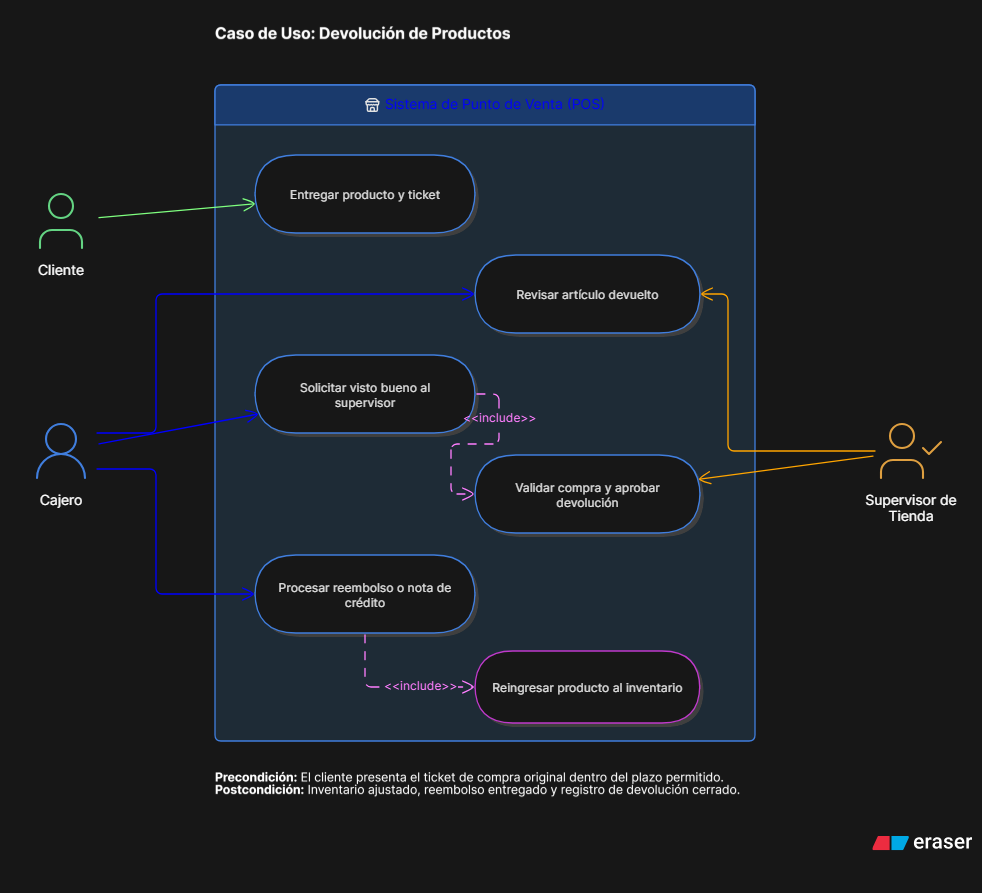 Caso de Uso: Devolución de Productos
Sistema de Punto de Venta (POS)
Entregar producto y ticket
Cliente
Revisar artículo devuelto
Solicitar visto bueno al
supervisor
<<include>>
Cajero
Validar compra y aprobar
devolución
Supervisor de
Tienda
Procesar reembolso o nota de
crédito
<<include>>
Reingresar producto al inventario
Precondición: El cliente presenta el ticket de compra original dentro del plazo permitido.
Postcondición: Inventario ajustado, reembolso entregado y registro de devolución cerrado.
eraser